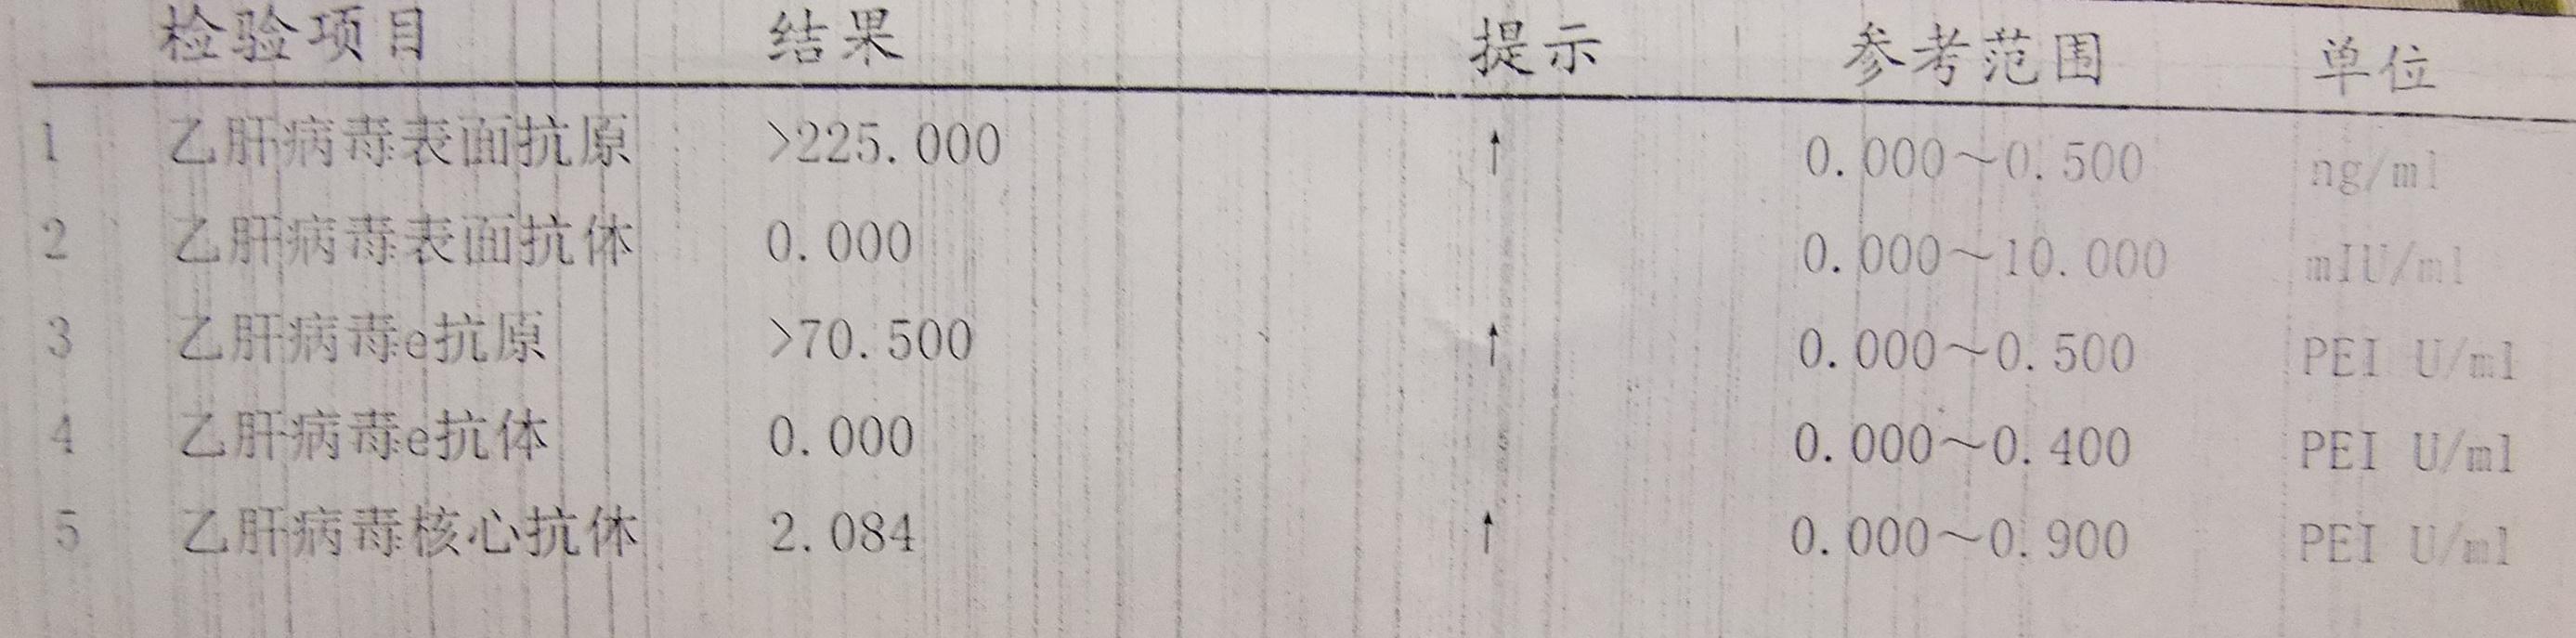 检验项目 结果 提示 参考范围 单位
1 乙肝病毒表面抗原 >225.000 ↑ 0.000~0.500 ng/ml
2 乙肝病毒表面抗体 0.000 0.000~10.000 mIU/ml
3 乙肝病毒e抗原 >70.500 ↑ 0.000~0.500 PEI U/ml
4 乙肝病毒e抗体 0.000 0.000~0.400 PEI U/ml
5 乙肝病毒核心抗体 2.084 ↑ 0.000~0.900 PEI U/ml